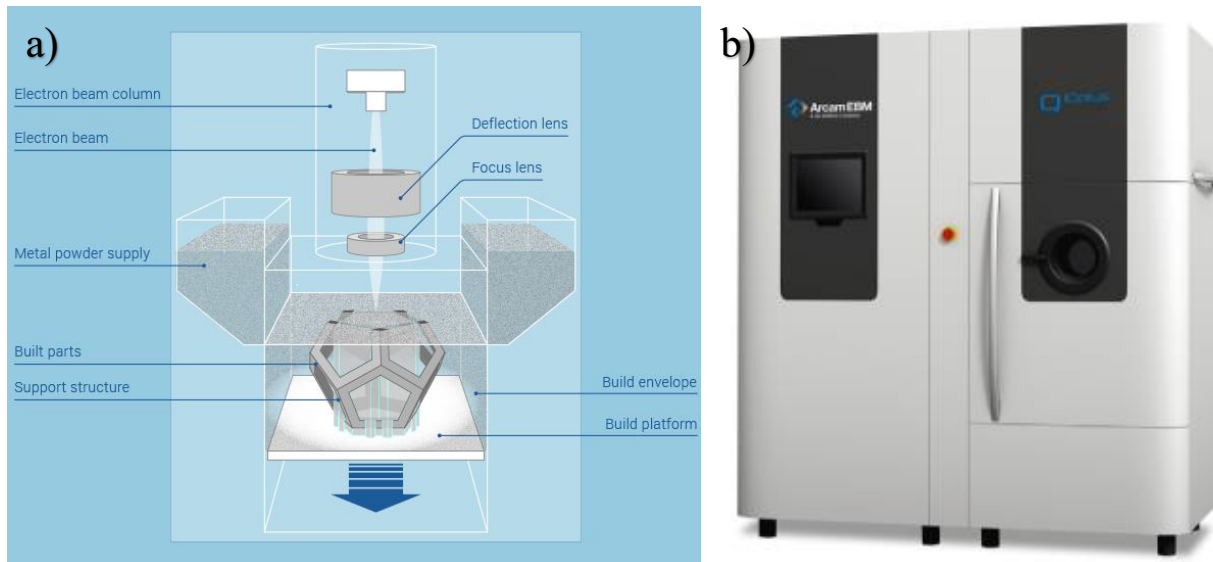 a)
Electron beam column
Electron beam
Deflection lens
Focus lens
Metal powder supply
Built parts
Support structure
Build envelope
Build platform
b)
Arcam EBM